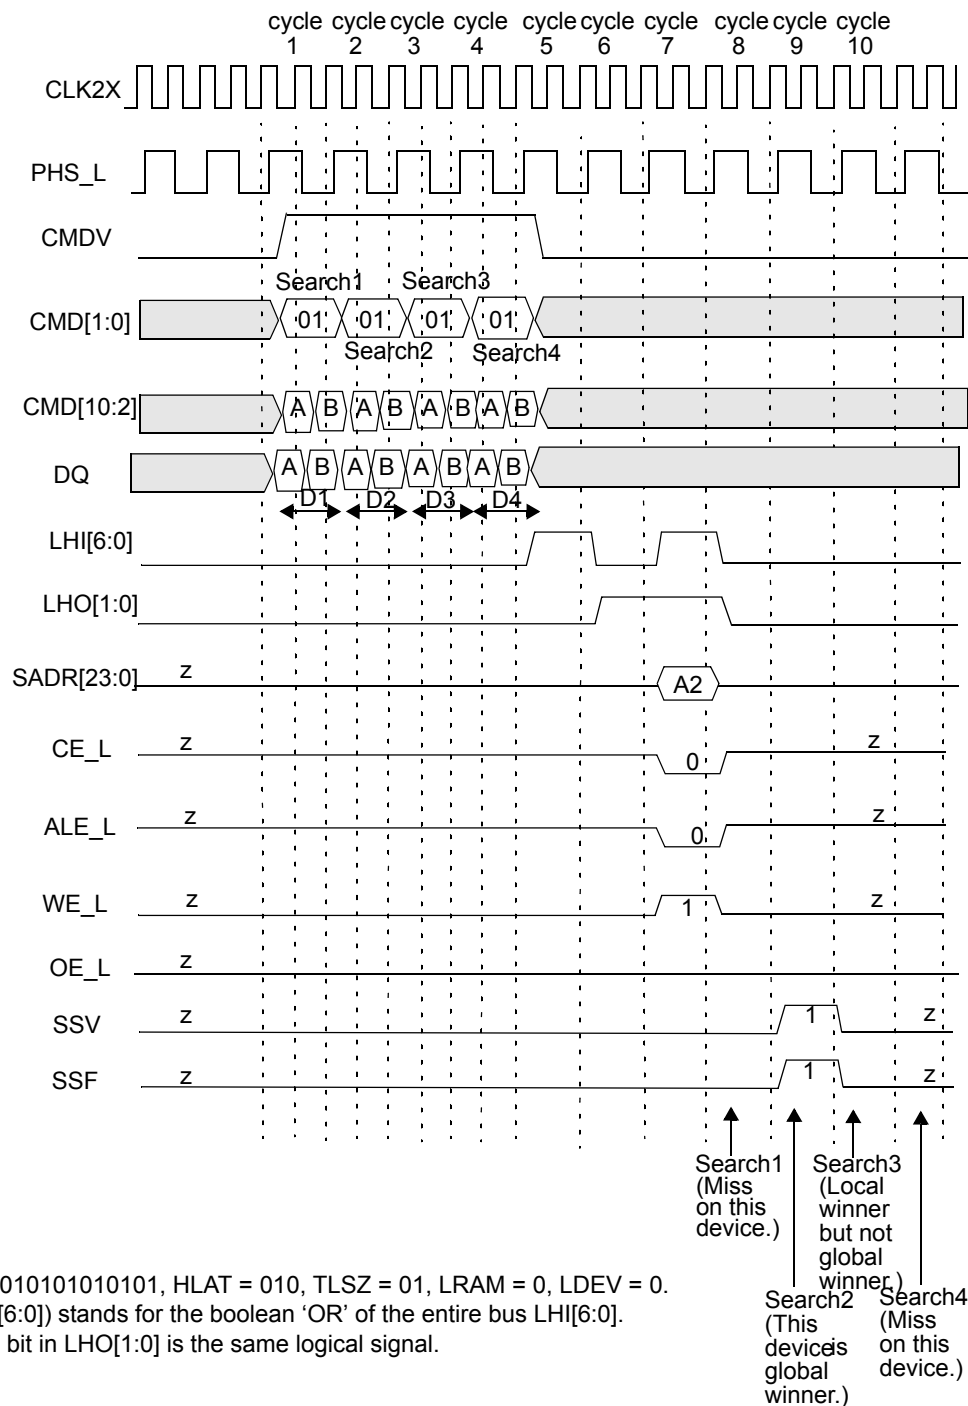 cycle cycle cycle cycle cycle cycle cycle cycle cycle cycle
1 2 3 4 5 6 7 8 9 10
CLK2X
PHS_L
CMDV
Search1 Search3
CMD[1:0] 01 01 01 01
Search2 Search4
CMD[10:2] A B A B A B A B
DQ A B A B A B A B
D1 D2 D3 D4
LHI[6:0]
LHO[1:0]
SADR[23:0] z A2
CE_L z 0 z
ALE_L z 0 z
WE_L z 1 z
OE_L z
SSV z 1 z
SSF z 1 z
Search1
(Miss
on this
device.)
Search3
(Local
winner
but not
global
winner.)
010101010101, HLAT = 010, TLSZ = 01, LRAM = 0, LDEV = 0.
[6:0]) stands for the boolean ‘OR’ of the entire bus LHI[6:0].
bit in LHO[1:0] is the same logical signal.
Search2
(This
device is
global
winner.)
Search4
(Miss
on this
device.)